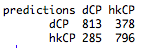 predictions dCP hkCP
dCP 813 378
hkCP 285 796